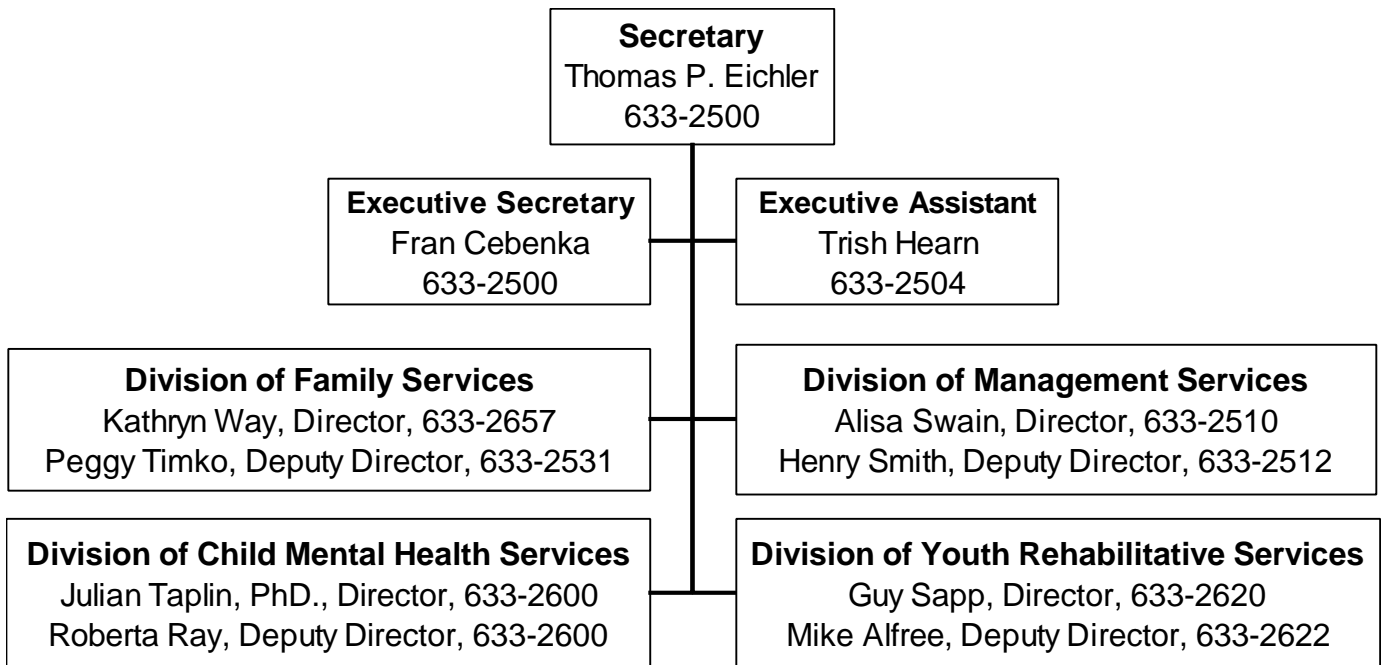 Secretary
Thomas P. Eichler
633-2500
Executive Secretary
Fran Cebenka
633-2500
Executive Assistant
Trish Hearn
633-2504
Division of Family Services
Kathryn Way, Director, 633-2657
Peggy Timko, Deputy Director, 633-2531
Division of Management Services
Alisa Swain, Director, 633-2510
Henry Smith, Deputy Director, 633-2512
Division of Child Mental Health Services
Julian Taplin, PhD., Director, 633-2600
Roberta Ray, Deputy Director, 633-2600
Division of Youth Rehabilitative Services
Guy Sapp, Director, 633-2620
Mike Alfree, Deputy Director, 633-2622